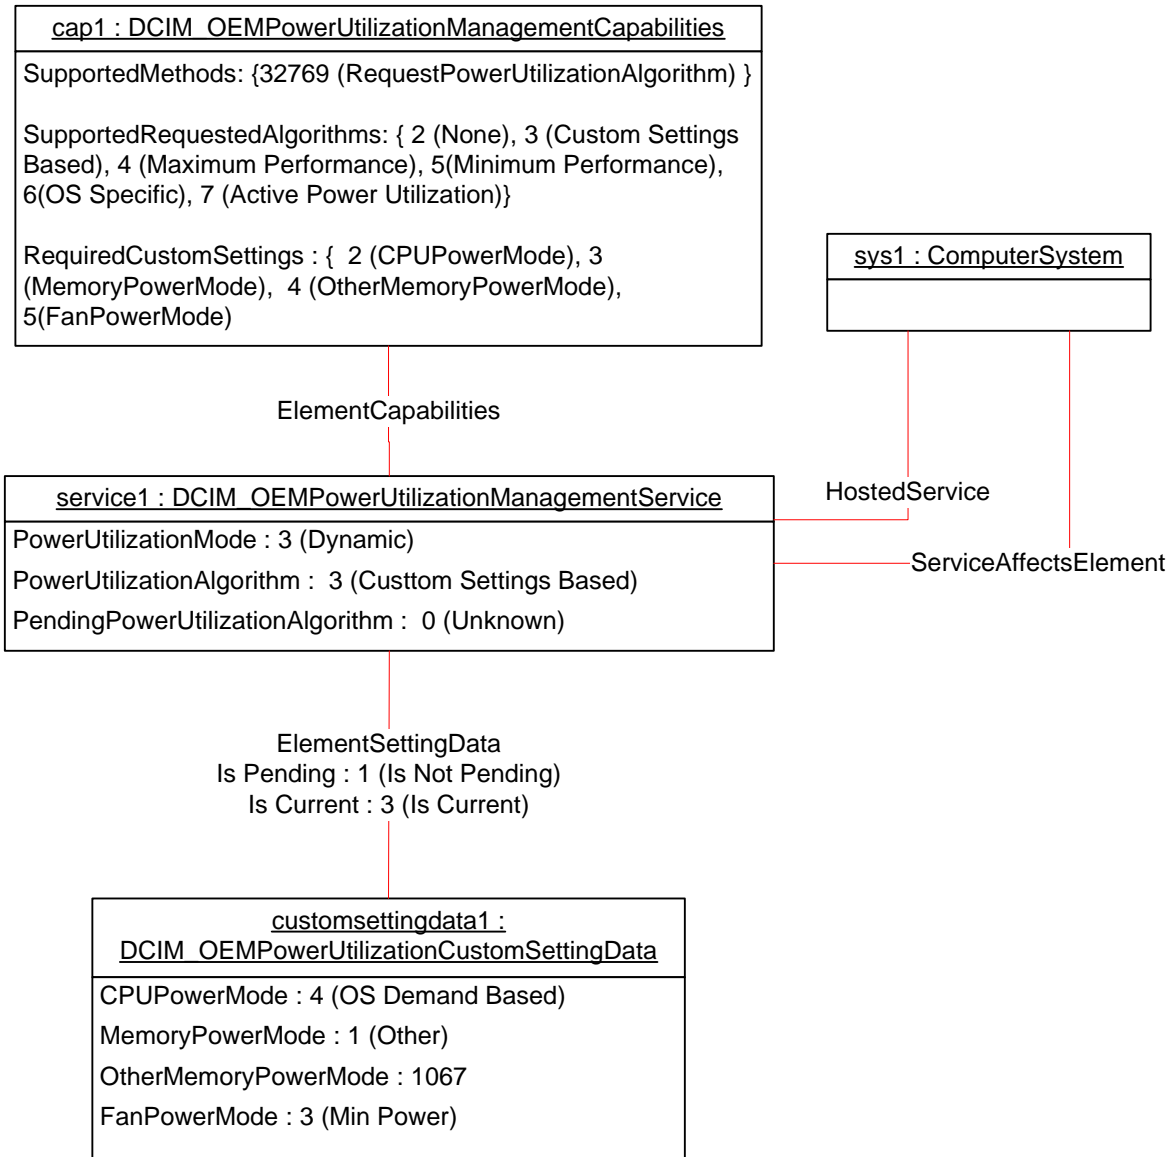 cap1 : DCIM_OEMPowerUtilizationManagementCapabilities
SupportedMethods: {32769 (RequestPowerUtilizationAlgorithm) }
SupportedRequestedAlgorithms: { 2 (None), 3 (Custom Settings
Based), 4 (Maximum Performance), 5(Minimum Performance),
6(OS Specific), 7 (Active Power Utilization)}
RequiredCustomSettings : {  2 (CPUPowerMode), 3
(MemoryPowerMode),  4 (OtherMemoryPowerMode),
5(FanPowerMode)
sys1 : ComputerSystem
ElementCapabilities
service1 : DCIM_OEMPowerUtilizationManagementService
PowerUtilizationMode : 3 (Dynamic)
PowerUtilizationAlgorithm :  3 (Custtom Settings Based)
PendingPowerUtilizationAlgorithm :  0 (Unknown)
HostedService
ServiceAffectsElement
ElementSettingData
Is Pending : 1 (Is Not Pending)
Is Current : 3 (Is Current)
customsettingdata1 :
DCIM_OEMPowerUtilizationCustomSettingData
CPUPowerMode : 4 (OS Demand Based)
MemoryPowerMode : 1 (Other)
OtherMemoryPowerMode : 1067
FanPowerMode : 3 (Min Power)